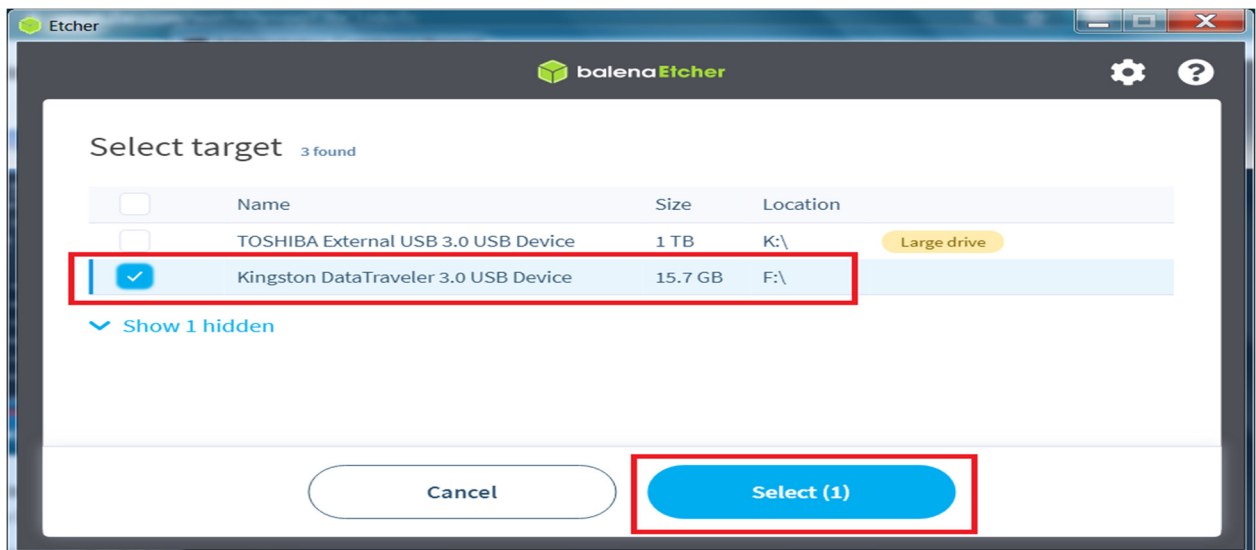 Etcher
balenaEtcher
Select target 3 found
Name Size Location
TOSHIBA External USB 3.0 USB Device 1 TB K:\ Large drive
Kingston DataTraveler 3.0 USB Device 15.7 GB F:\
Show 1 hidden
Cancel Select (1)